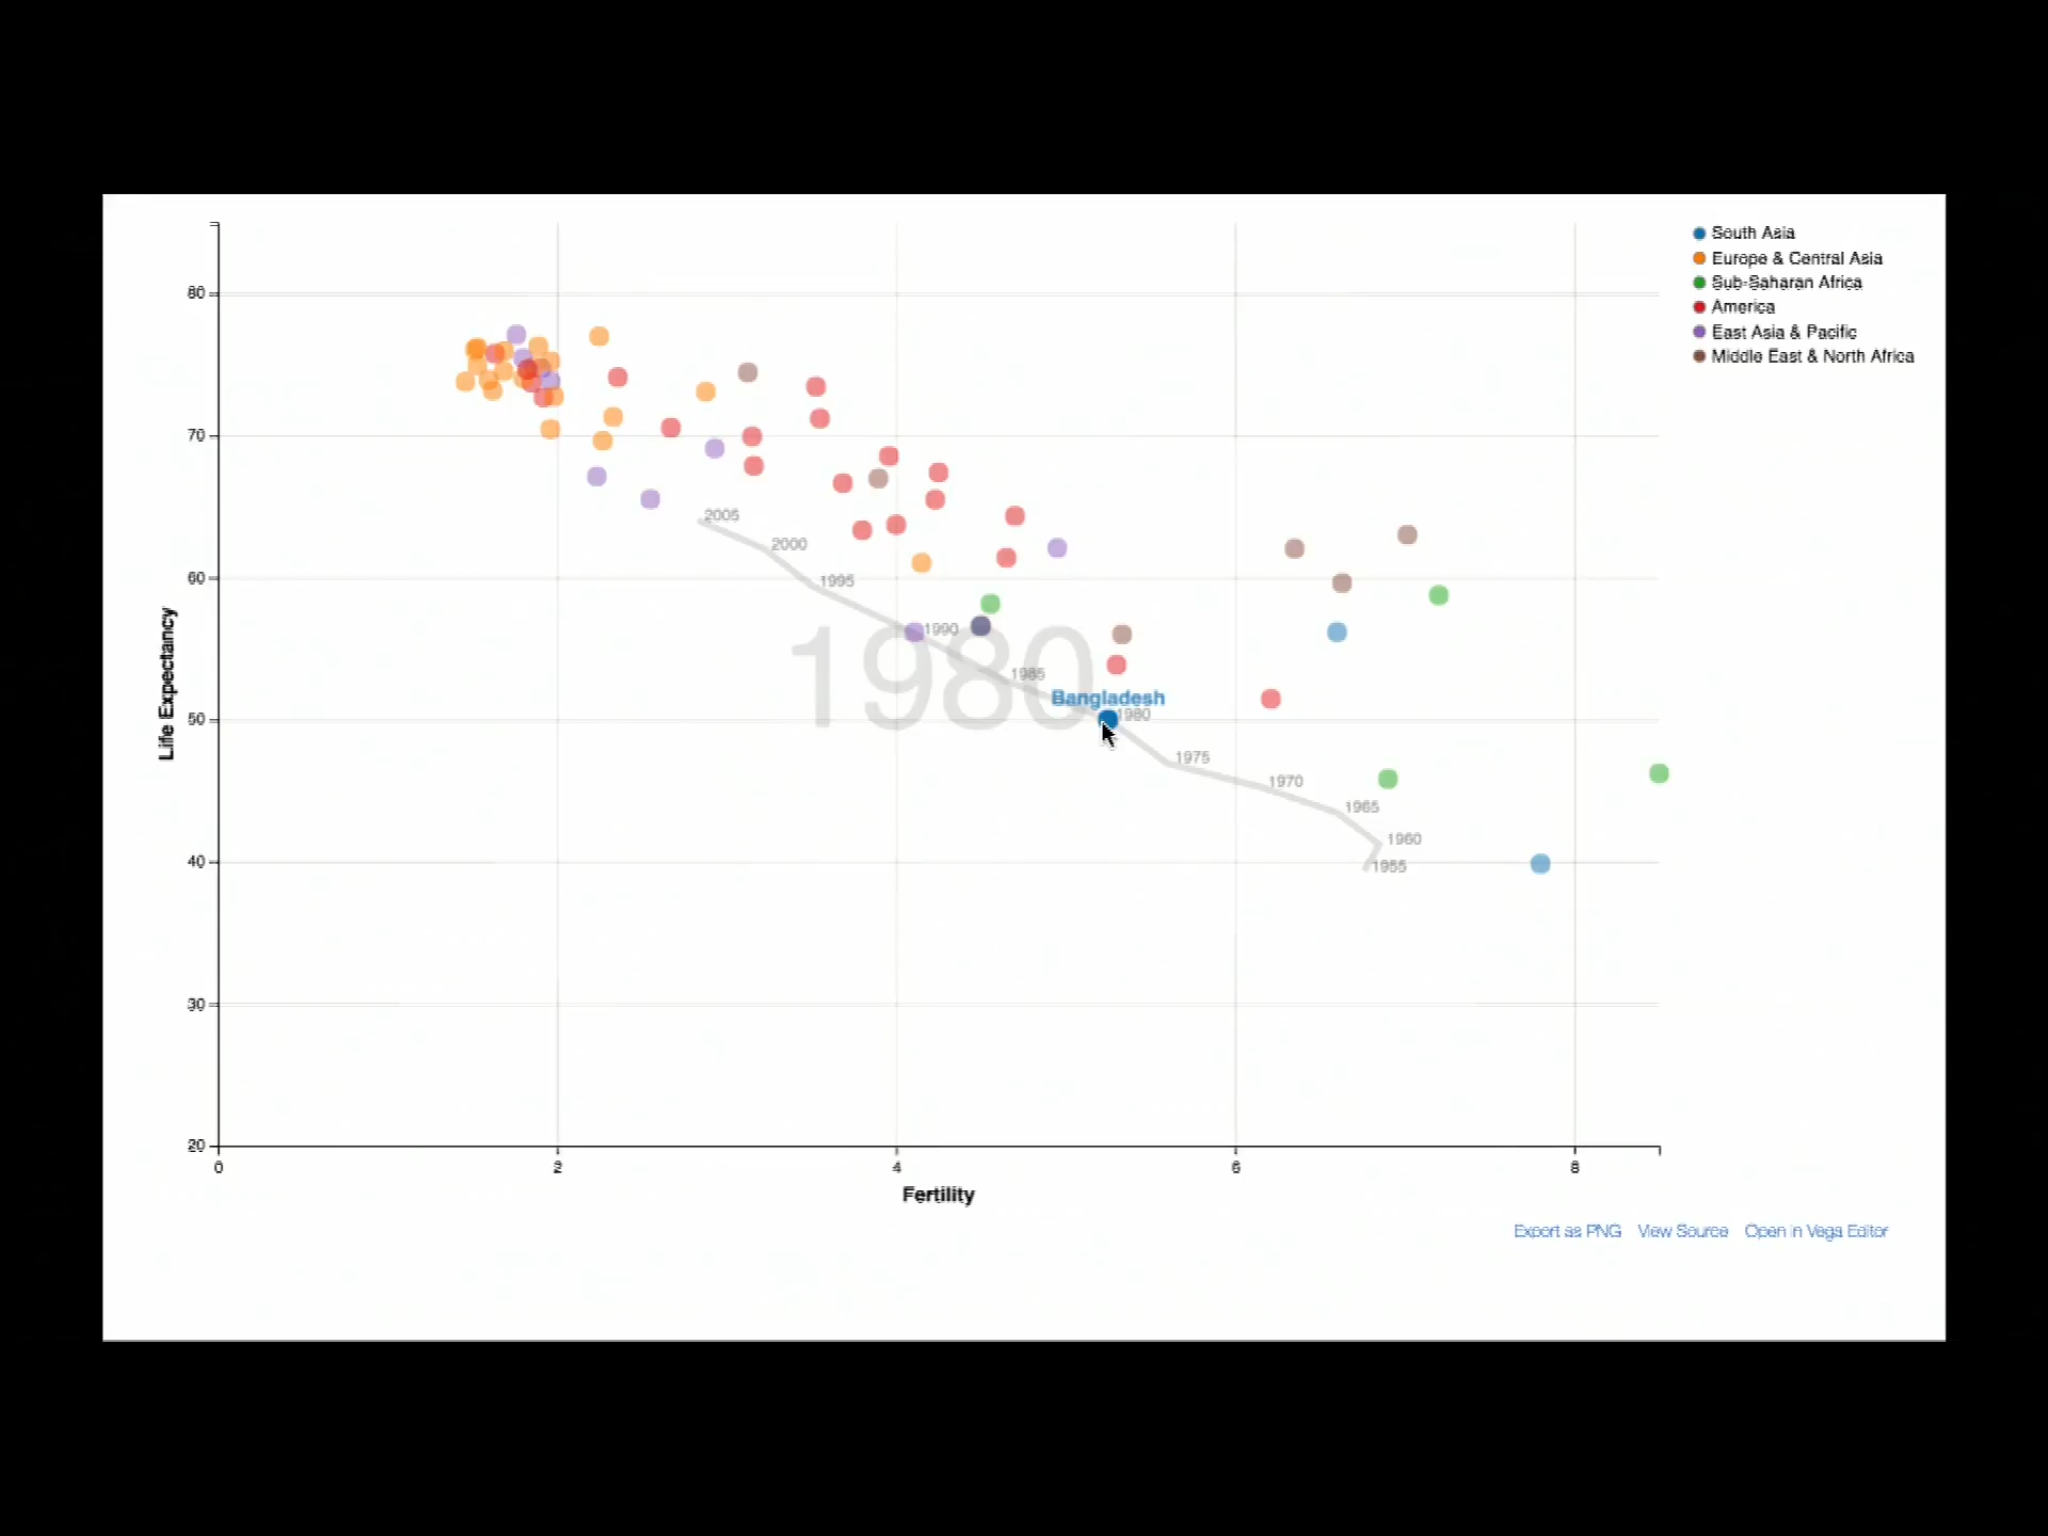 South Asia
Europe & Central Asia
Sub-Saharan Africa
America
East Asia & Pacific
Middle East & North Africa
80
70
60
50
40
30
20
Life Expectancy
2005
2000
1995
1990
1980
1985
Bangladesh
1980
1975
1970
1965
1960
1955
0
2
4
6
8
Fertility
Export as PNG View Source Open in Vega Editor